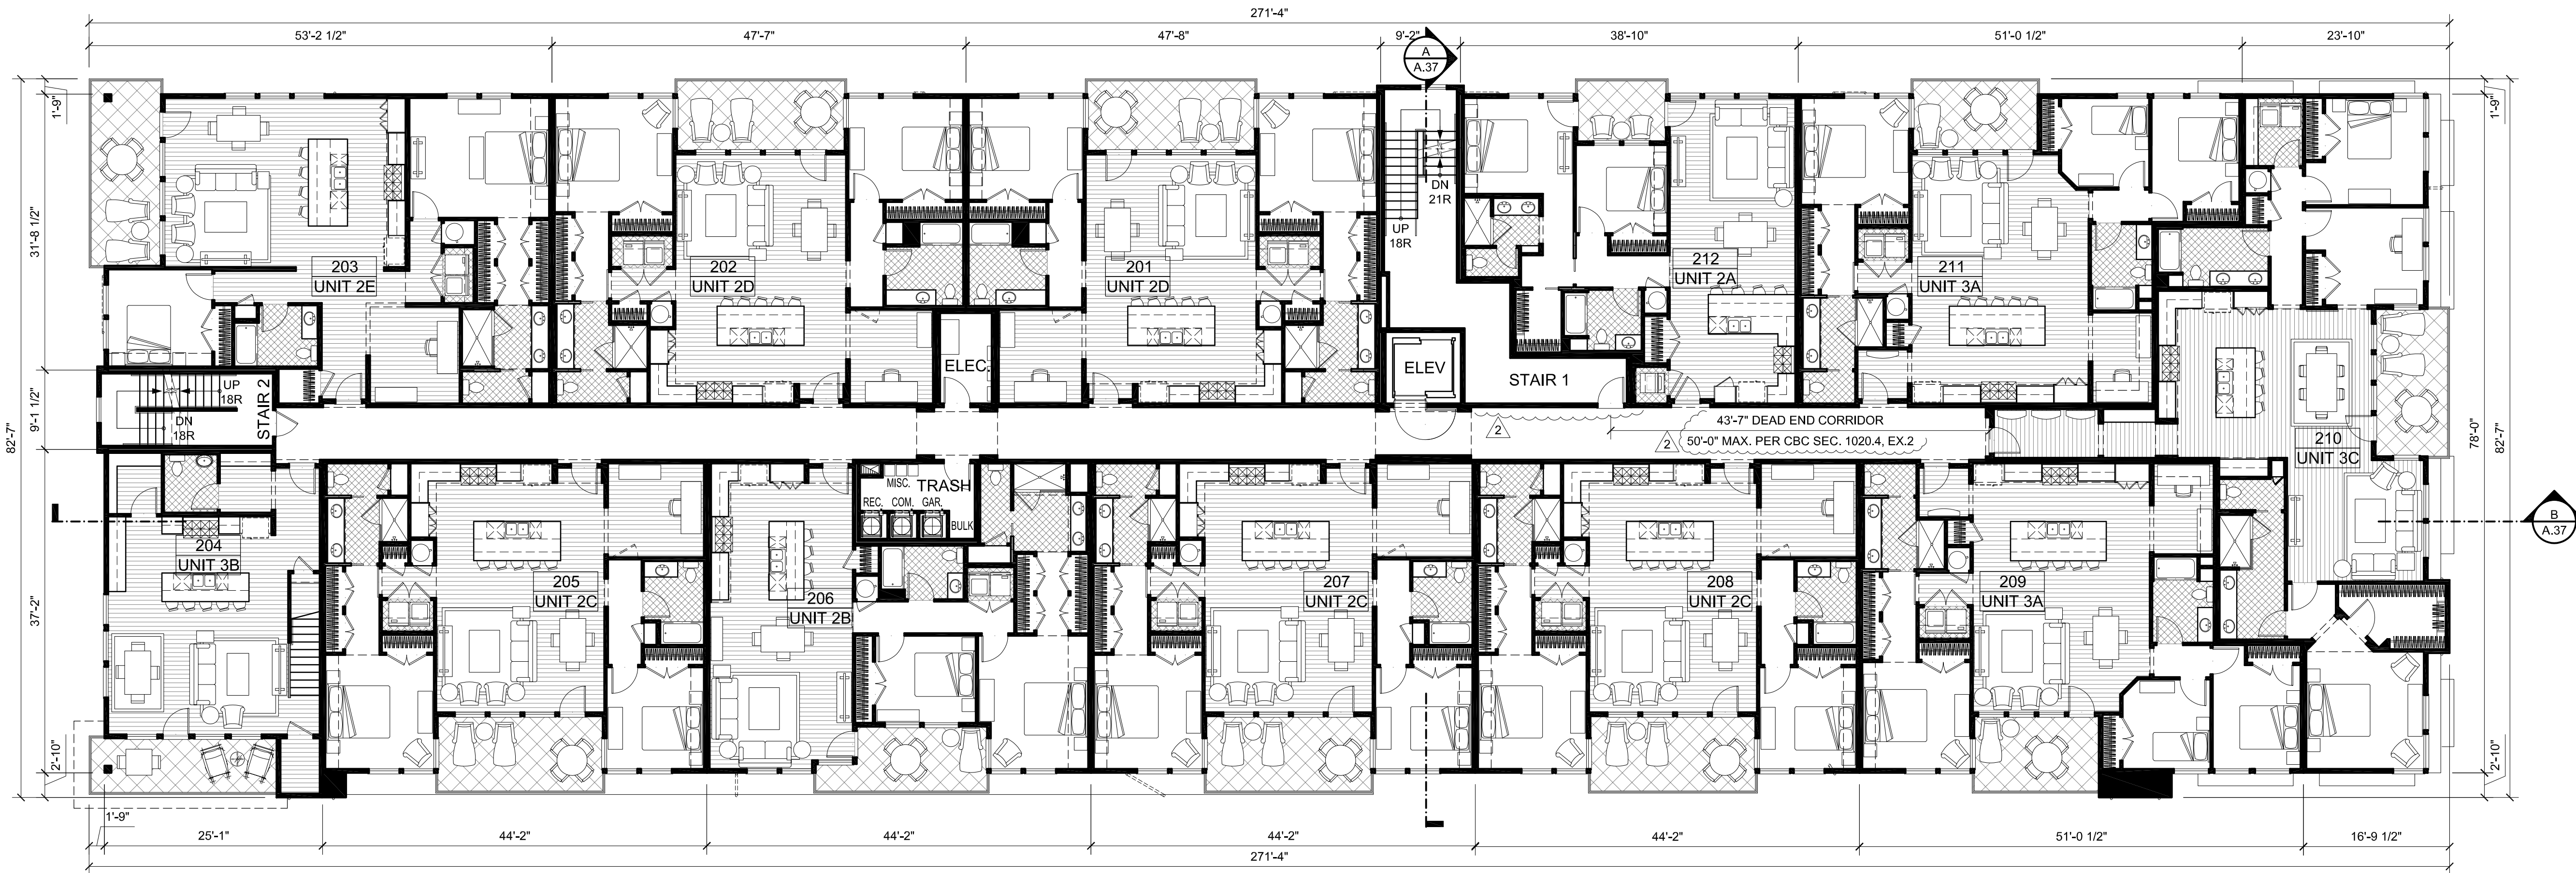 271'-4"
53'-2 1/2"
47'-7"
47'-8"
9'-2"
38'-10"
51'-0 1/2"
23'-10"
A
A.37
1'-9"
31'-8 1/2"
9'-1 1/2"
82'-7"
37'-2"
2'-10"
1'-9"
78'-0"
82'-7"
2'-10"
203
UNIT 2E
202
UNIT 2D
201
UNIT 2D
212
UNIT 2A
211
UNIT 3A
210
UNIT 3C
DN
21R
UP
18R
ELEC.
ELEV
STAIR 1
UP
18R
DN
18R
STAIR 2
2
43'-7" DEAD END CORRIDOR
2
50'-0" MAX. PER CBC SEC. 1020.4, EX.2
MISC.
TRASH
REC.
COM.
GAR.
BULK
204
UNIT 3B
205
UNIT 2C
206
UNIT 2B
207
UNIT 2C
208
UNIT 2C
209
UNIT 3A
B
A.37
1'-9"
25'-1"
44'-2"
44'-2"
44'-2"
44'-2"
51'-0 1/2"
16'-9 1/2"
271'-4"